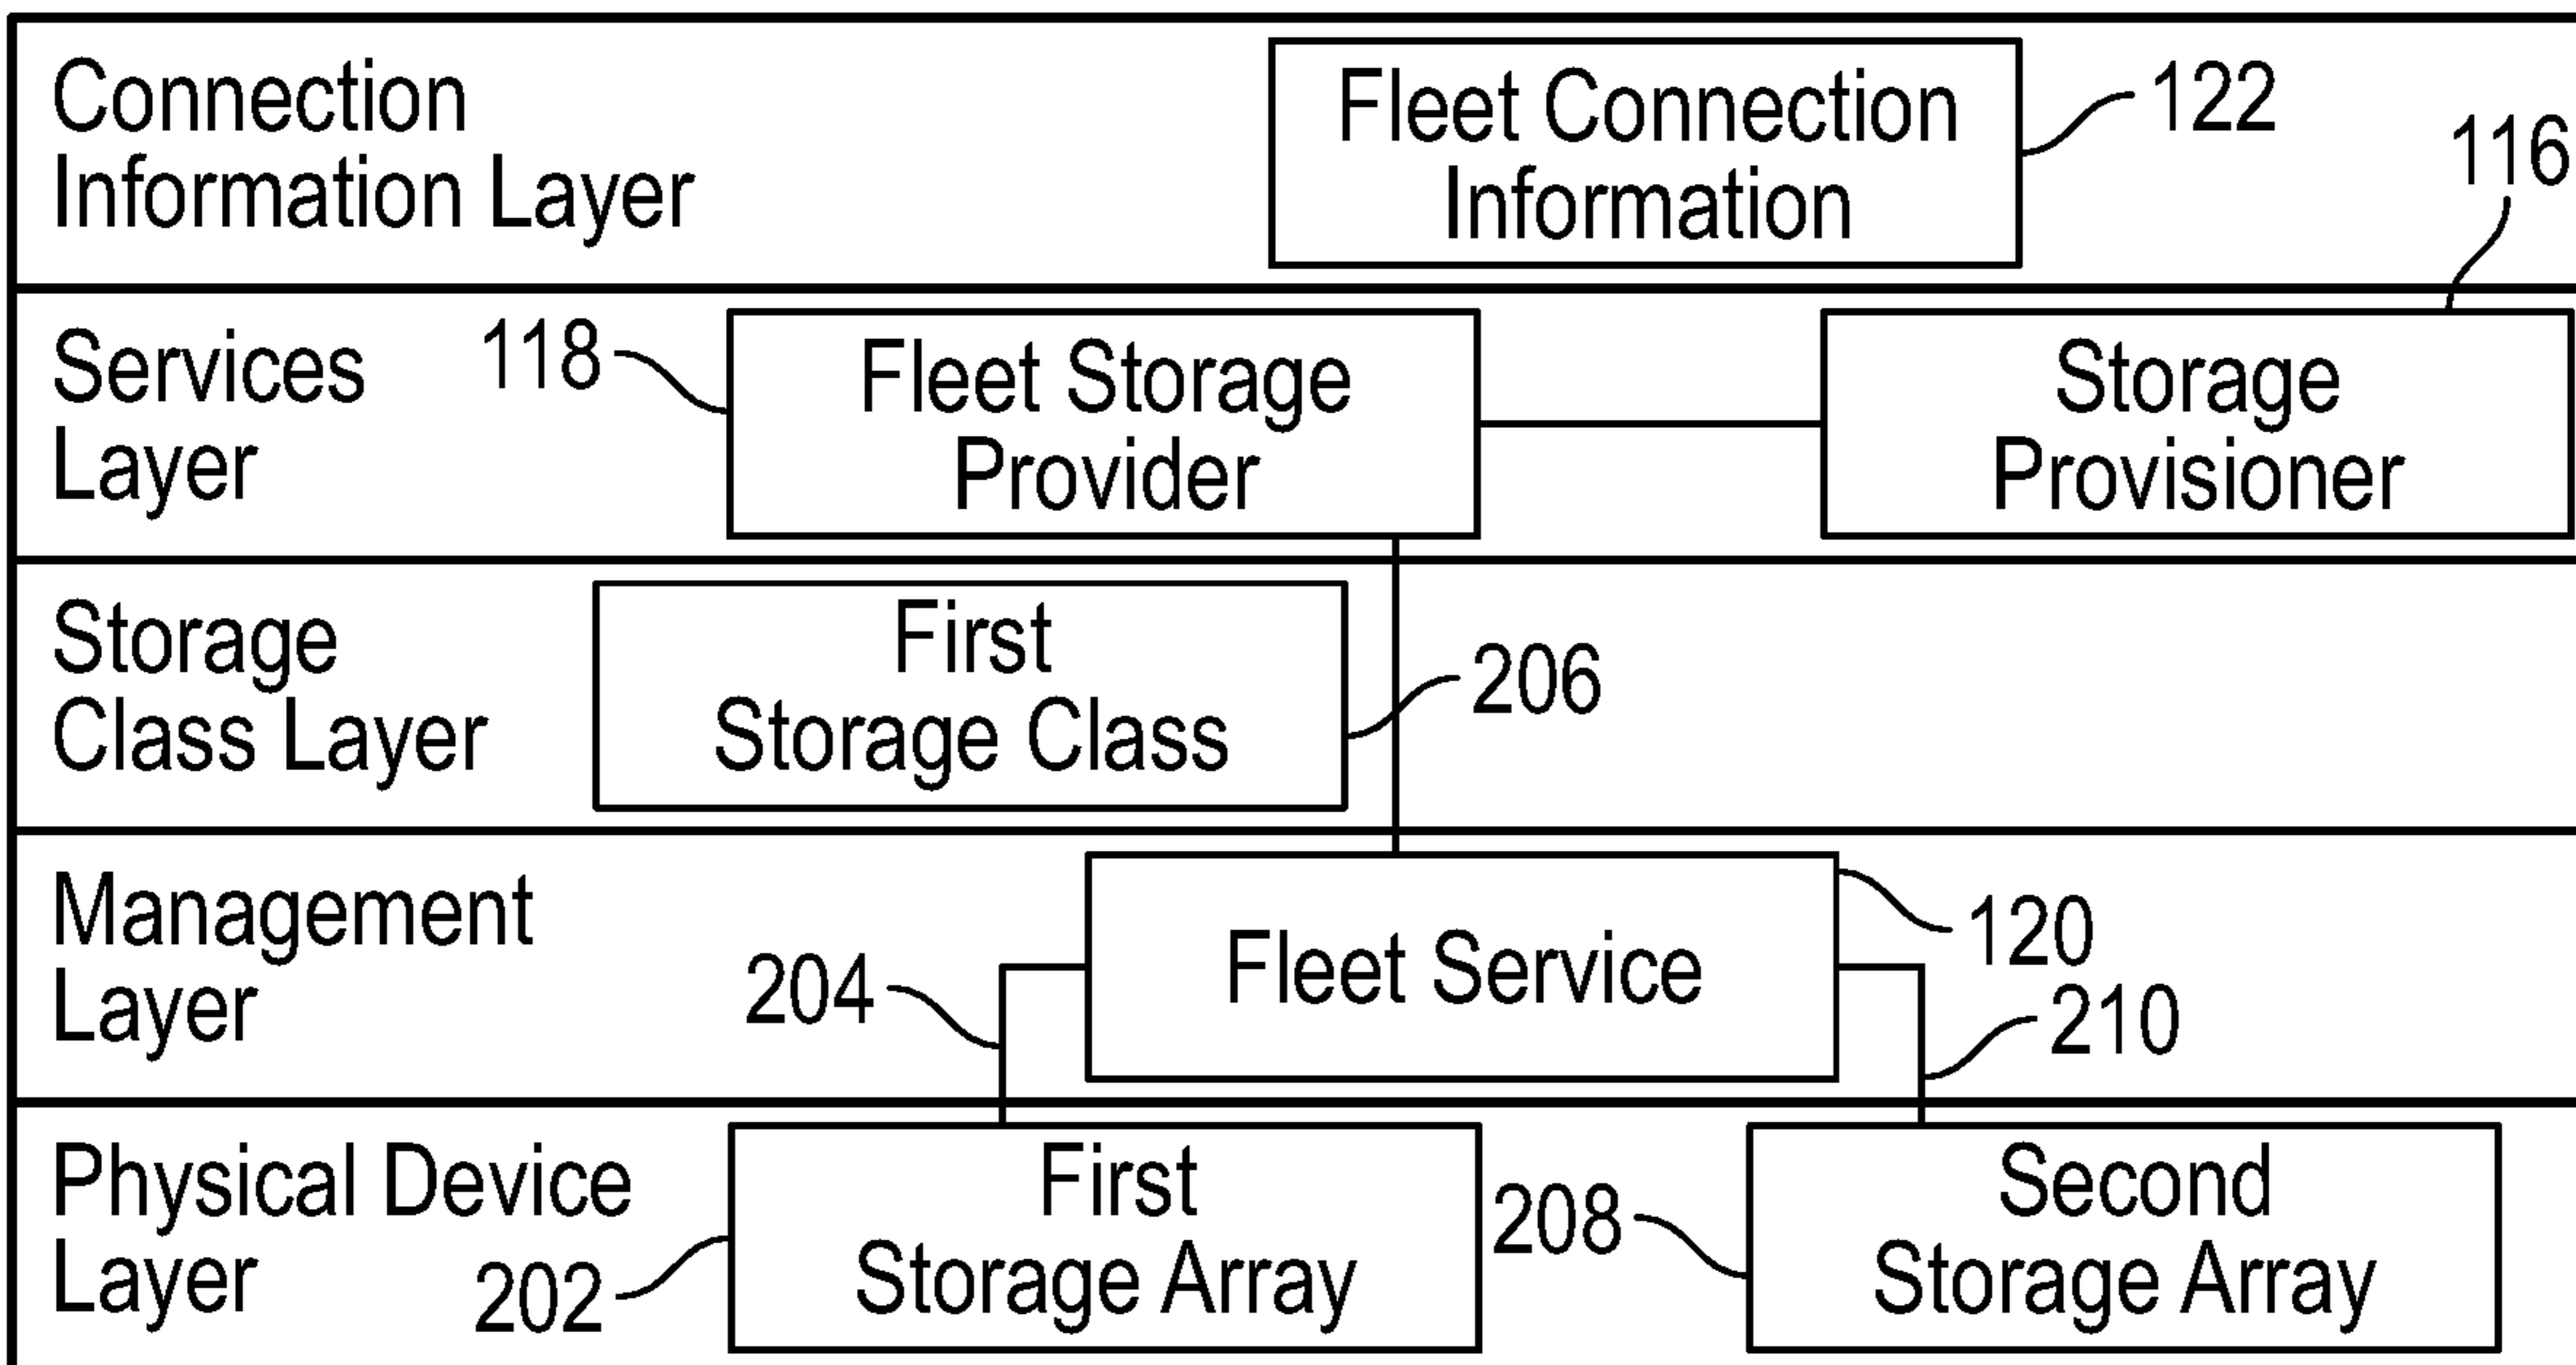 Connection
Information Layer
Fleet Connection
Information
122
116
Services
Layer
118
Fleet Storage
Provider
Storage
Provisioner
Storage
Class Layer
First
Storage Class
206
Management
Layer
204
Fleet Service
120
210
Physical Device
Layer
202
First
Storage Array
208
Second
Storage Array